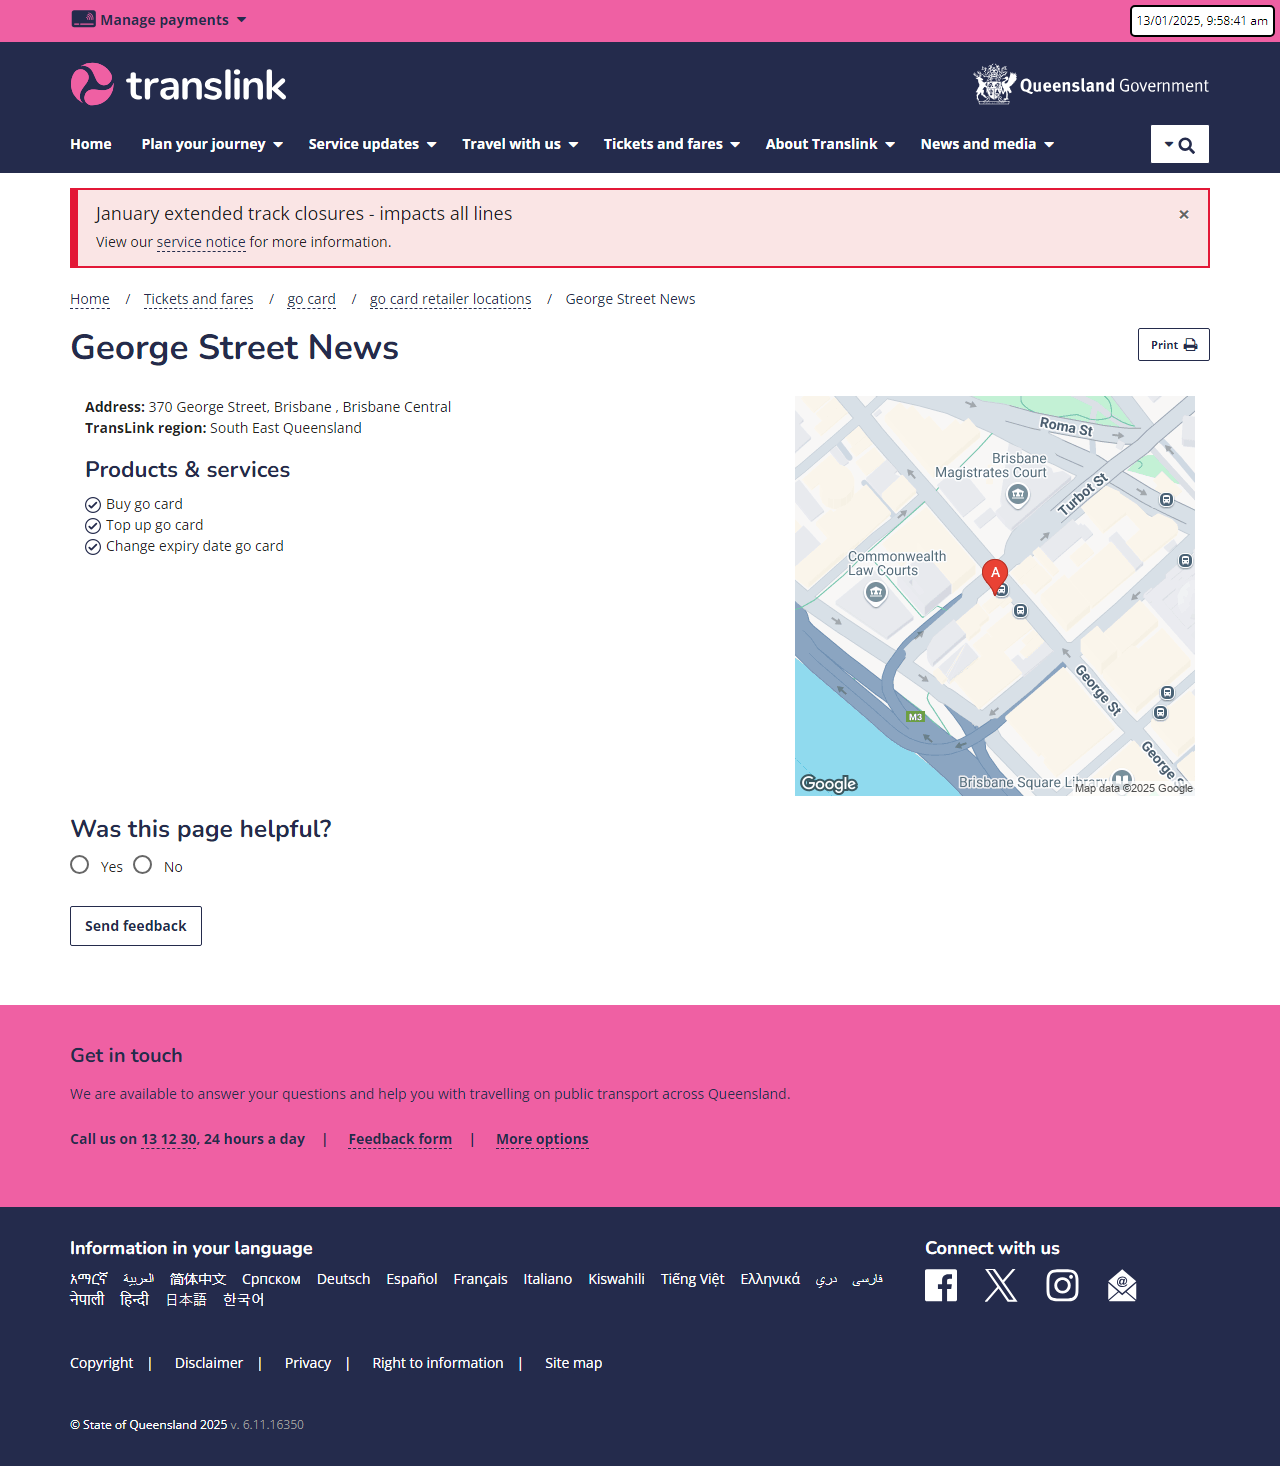 Manage payments
13/01/2025, 9:58:41 am
translink
Queensland Government
Home Plan your journey Service updates Travel with us Tickets and fares About Translink News and media
January extended track closures - impacts all lines
×
View our service notice for more information.
Home / Tickets and fares / go card / go card retailer locations / George Street News
George Street News
Print
Address: 370 George Street, Brisbane , Brisbane Central
TransLink region: South East Queensland
Products & services
Buy go card
Top up go card
Change expiry date go card
Roma St
Brisbane
Magistrates Court
Turbot St
Commonwealth
Law Courts
A
George St
M3
George S
Brisbane Square Library
Google
Map data ©2025 Google
Was this page helpful?
Yes No
Send feedback
Get in touch
We are available to answer your questions and help you with travelling on public transport across Queensland.
Call us on 13 12 30, 24 hours a day | Feedback form | More options
Information in your language
አማርኛ العربية 简体中文 Српском Deutsch Español Français Italiano Kiswahili Tiếng Việt Ελληνικά دری فارسی
नेपाली हिन्दी 日本語 한국어
Connect with us
Copyright | Disclaimer | Privacy | Right to information | Site map
© State of Queensland 2025 v. 6.11.16350